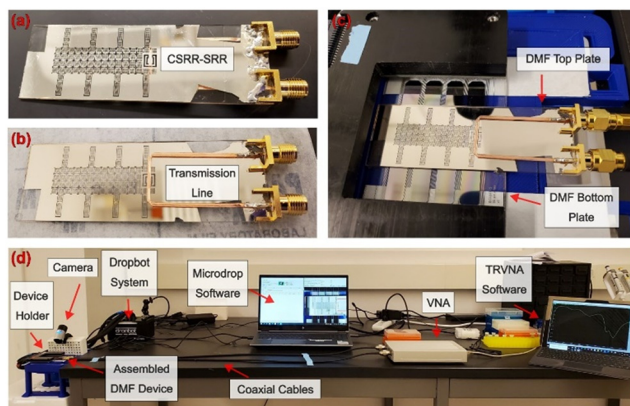 (a)
CSRR-SRR
(b)
Transmission
Line
(c)
DMF Top Plate
DMF Bottom
Plate
(d)
Camera
Device
Holder
Dropbot
System
dropbot
Microdrop
Software
VNA
TRVNA
Software
Assembled
DMF Device
Coaxial Cables